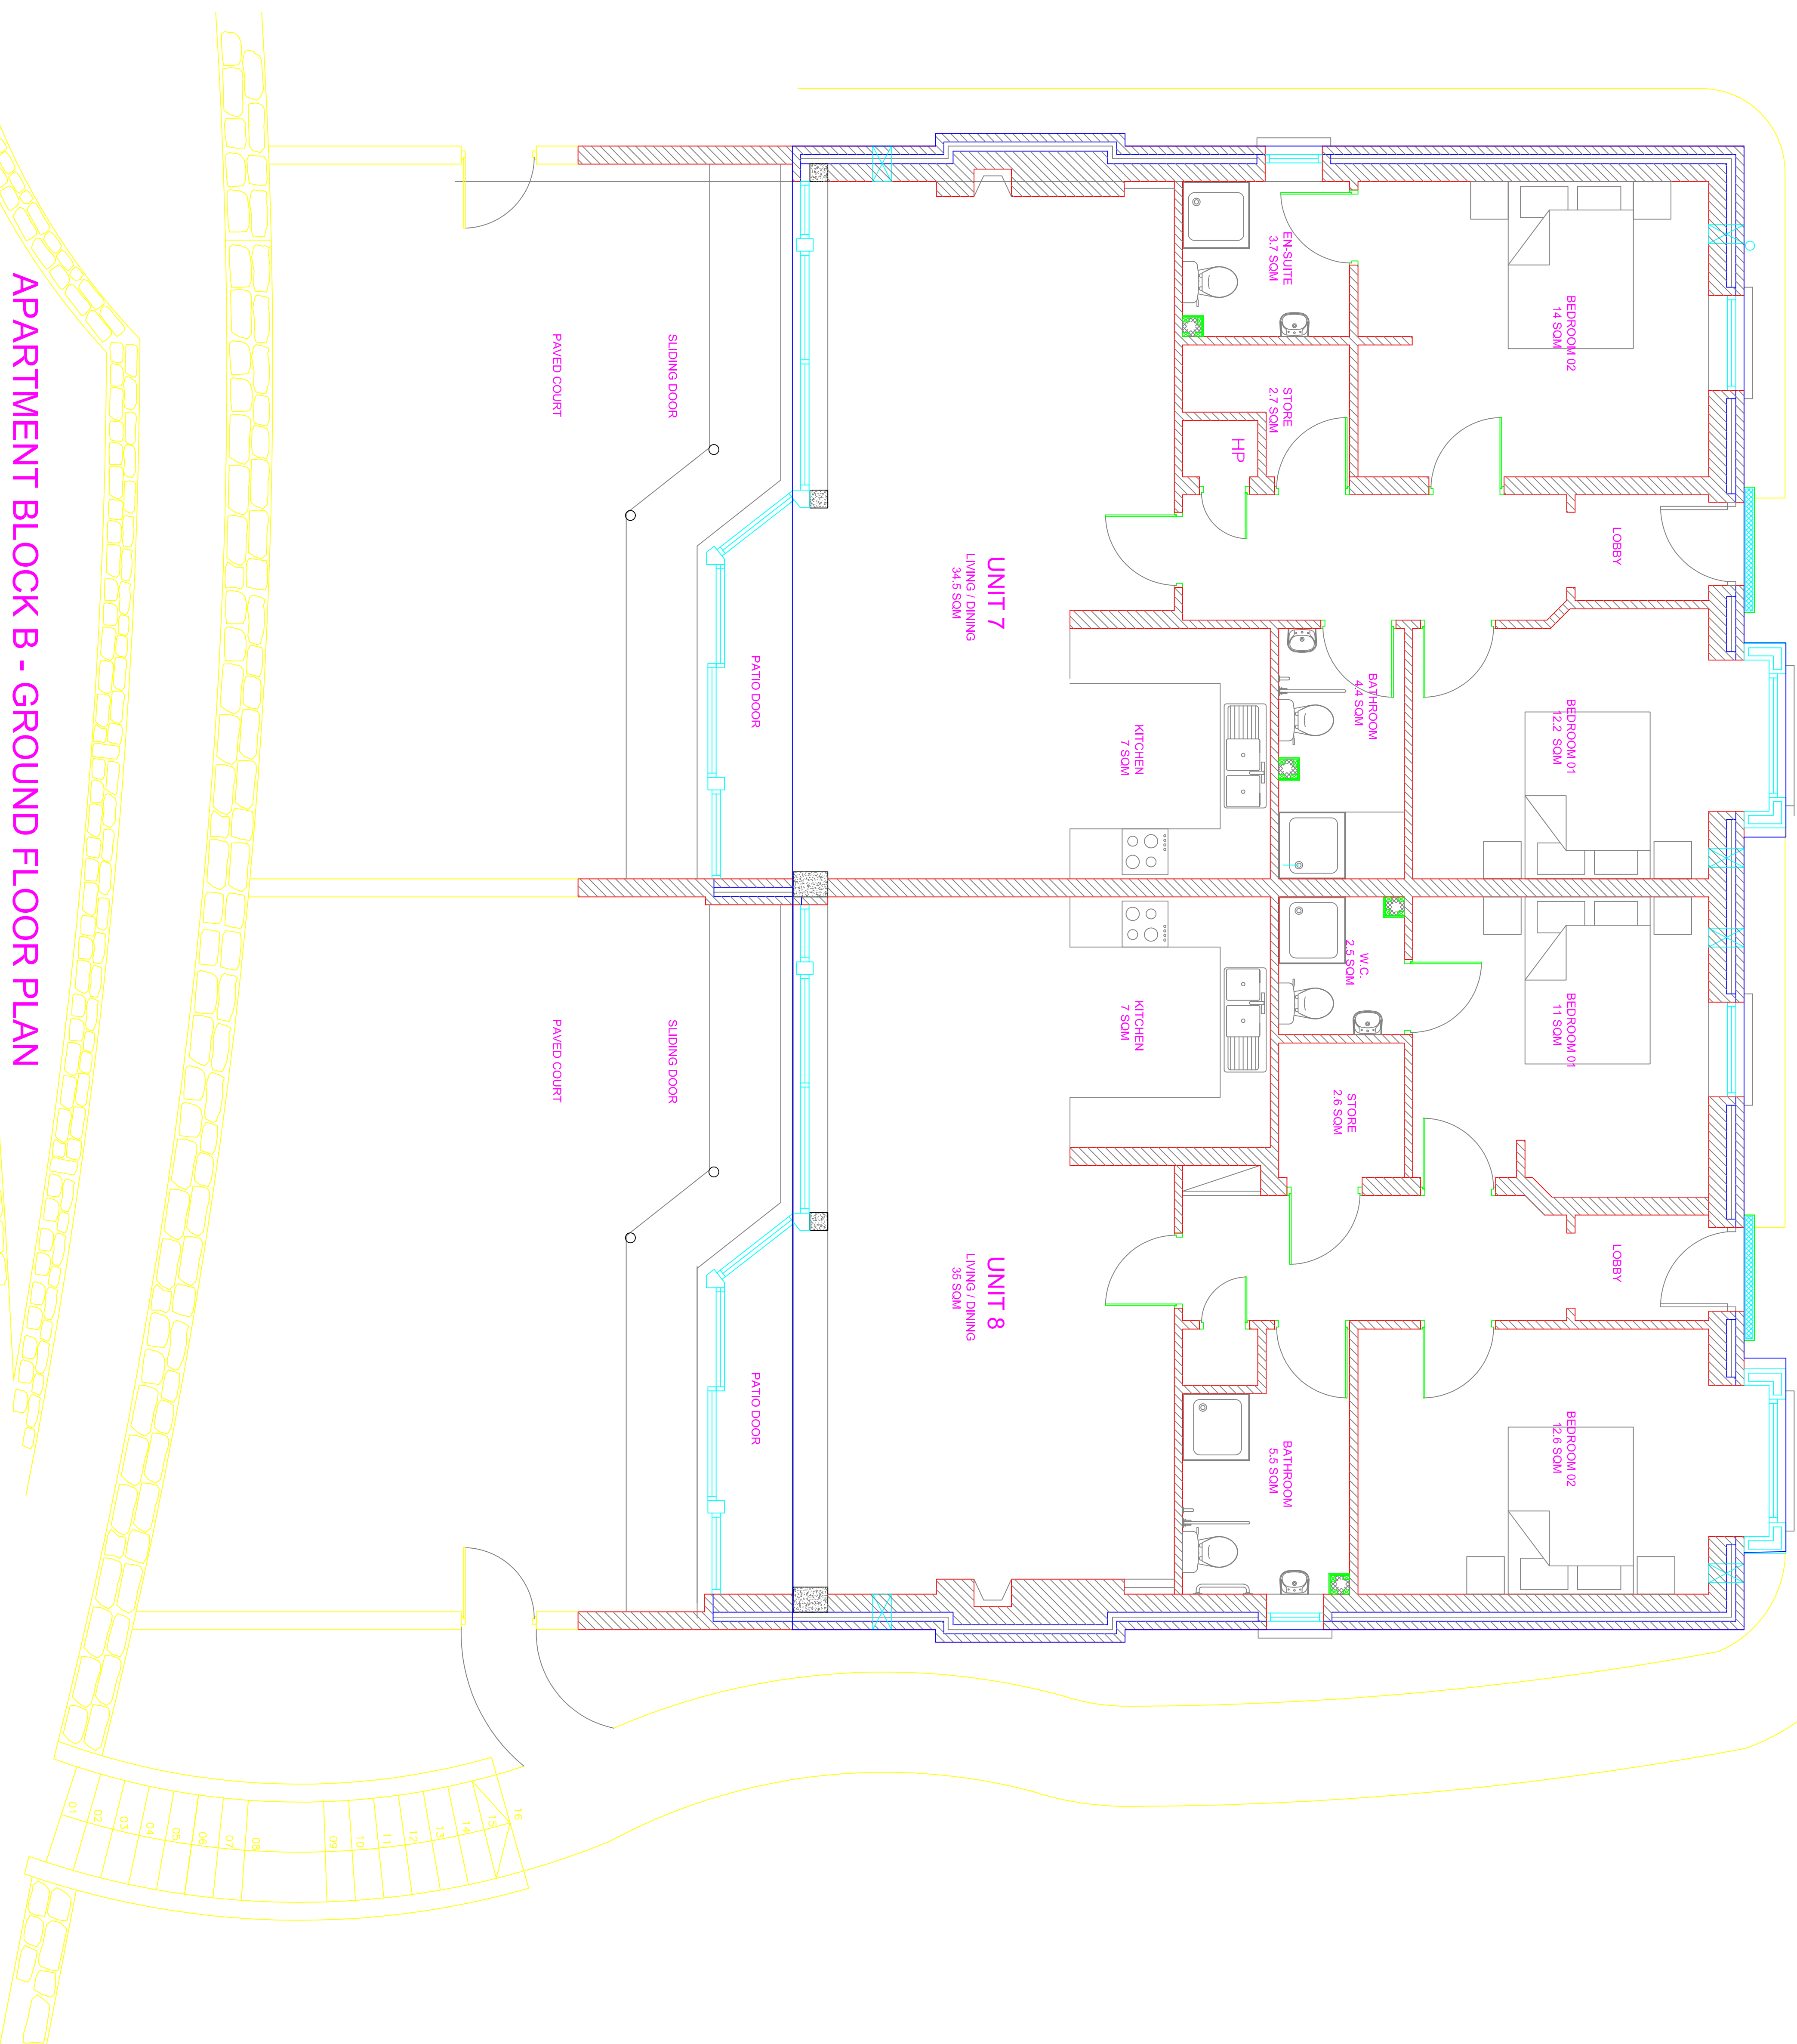 LOBBY
LOBBY
BEDROOM 02
14 SQM
BEDROOM 01
12.2 SQM
BEDROOM 01
11 SQM
BEDROOM 02
12.6 SQM
BATHROOM
4.4 SQM
W.C.
2.5 SQM
STORE
2.6 SQM
EN-SUITE
3.7 SQM
STORE
2.7 SQM
BATHROOM
5.5 SQM
HP
KITCHEN
7 SQM
KITCHEN
7 SQM
UNIT 7
LIVING / DINING
34.5 SQM
UNIT 8
LIVING / DINING
35 SQM
PATIO DOOR
PATIO DOOR
SLIDING DOOR
SLIDING DOOR
PAVED COURT
PAVED COURT
16
15
14
13
12
11
10
09
08
07
06
05
04
03
02
01
APARTMENT BLOCK B - GROUND FLOOR PLAN